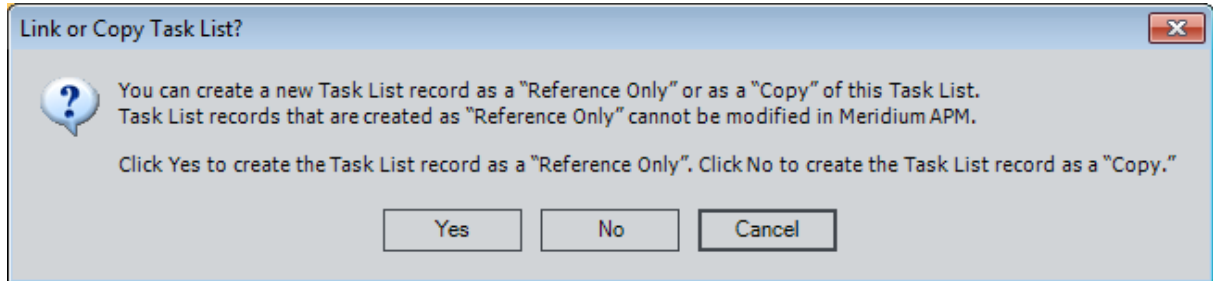 Link or Copy Task List?
You can create a new Task List record as a “Reference Only” or as a “Copy” of this Task List.
Task List records that are created as “Reference Only” cannot be modified in Meridium APM.
Click Yes to create the Task List record as a “Reference Only”. Click No to create the Task List record as a “Copy.”
Yes
No
Cancel